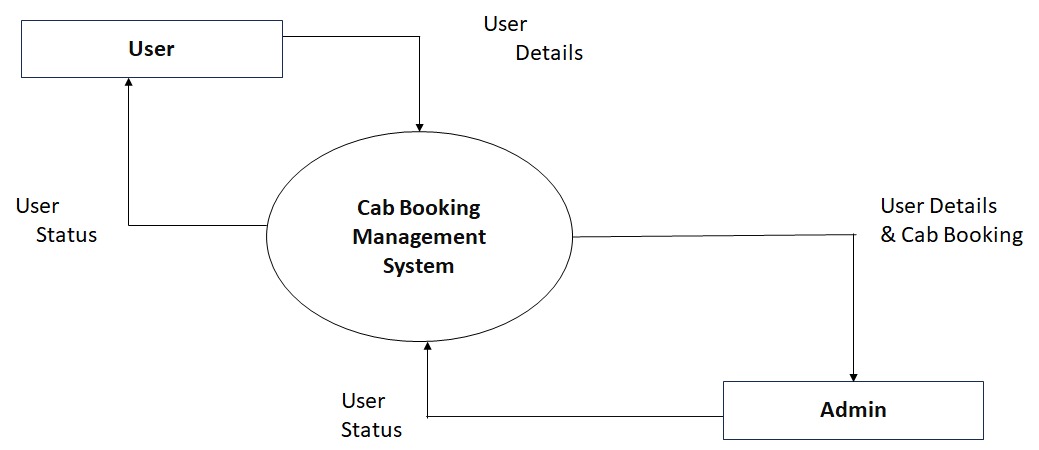 User
Details
User
User
Status
Cab Booking
Management
System
User Details
& Cab Booking
User
Status
Admin